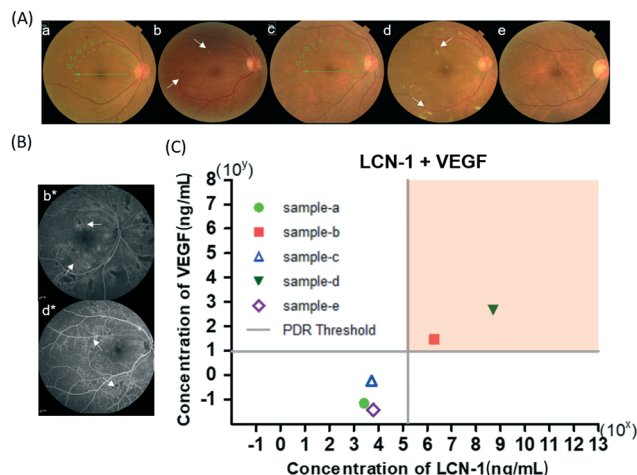 (A)
a
b
c
d
e
(B)
b*
d*
(C)
LCN-1 + VEGF
(10ʸ)
Concentration of VEGF(ng/mL)
8
7
6
5
4
3
2
1
0
-1
sample-a
sample-b
sample-c
sample-d
sample-e
PDR Threshold
-1 0 1 2 3 4 5 6 7 8 9 10 11 12 13
(10ˣ)
Concentration of LCN-1(ng/mL)